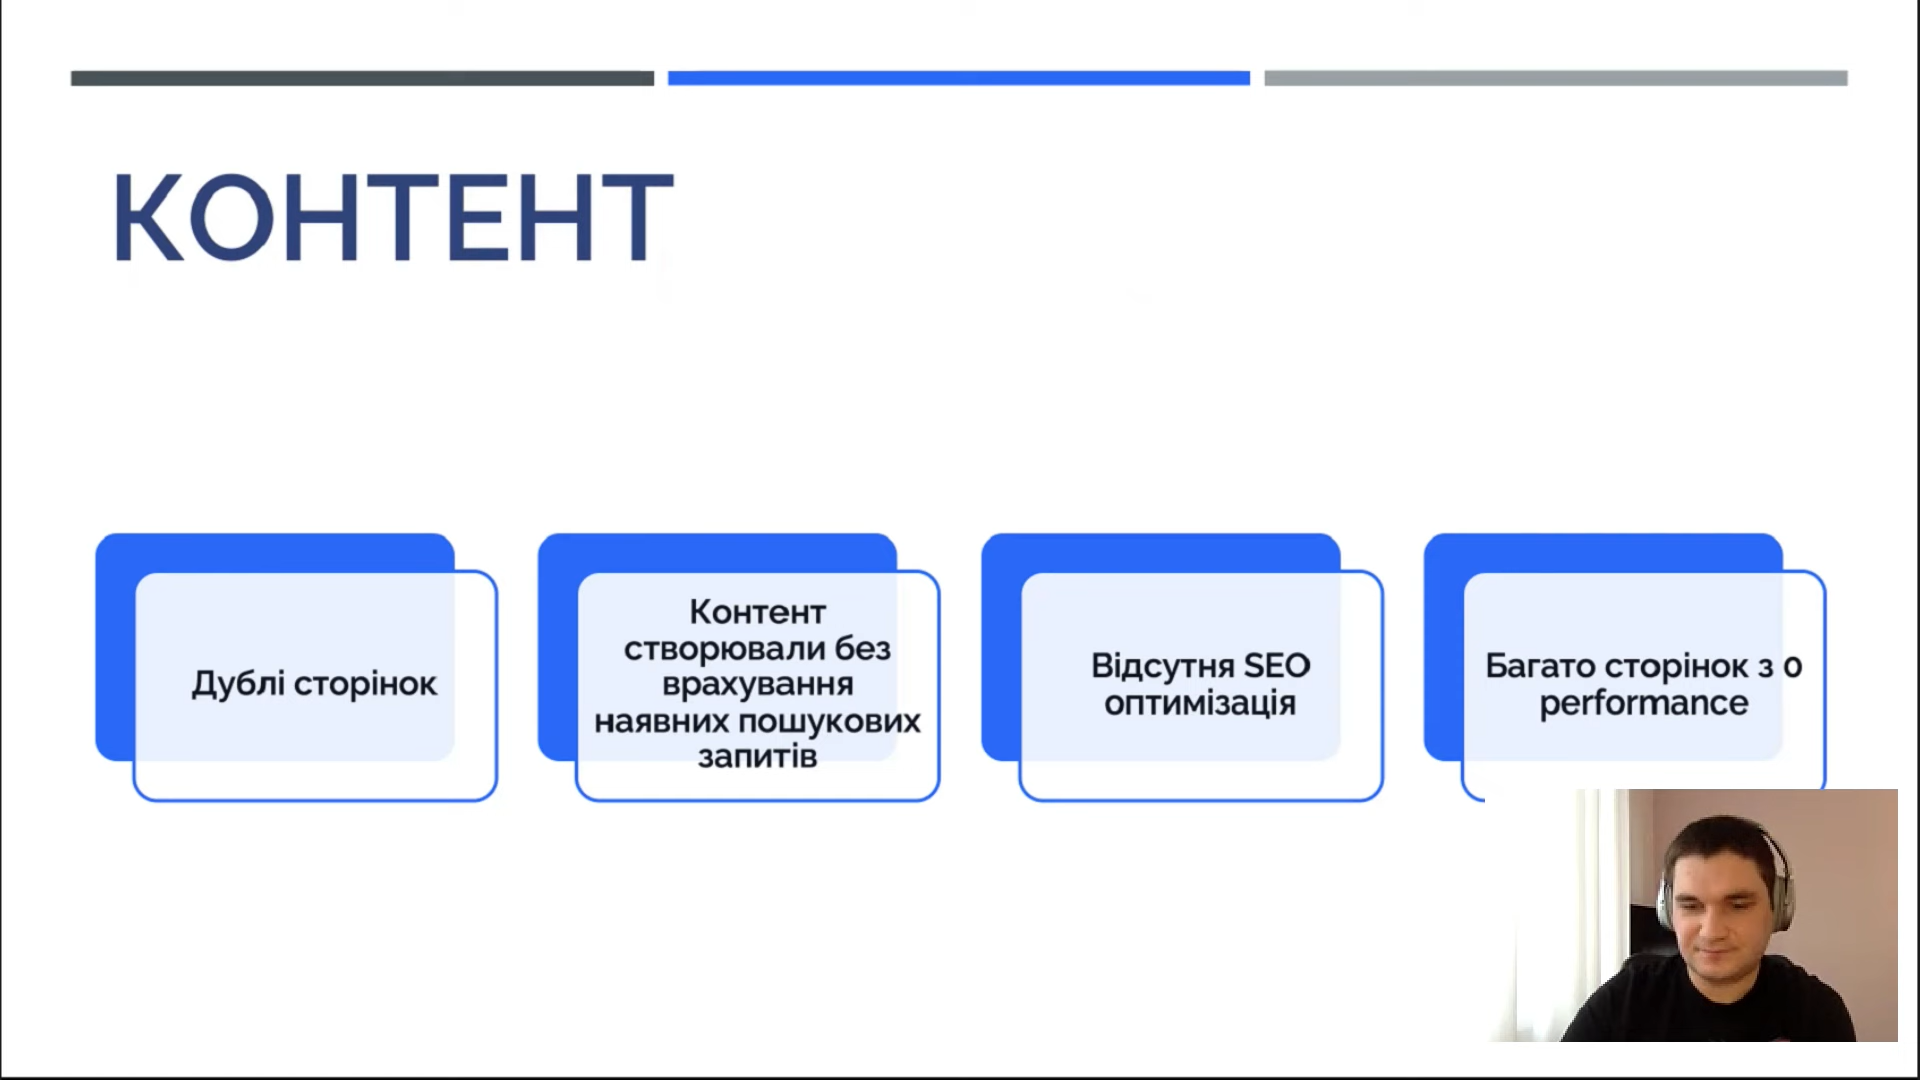 КОНТЕНТ
Дублі сторінок
Контент
створювали без
врахування
наявних пошукових
запитів
Відсутня SEO
оптимізація
Багато сторінок з 0
performance